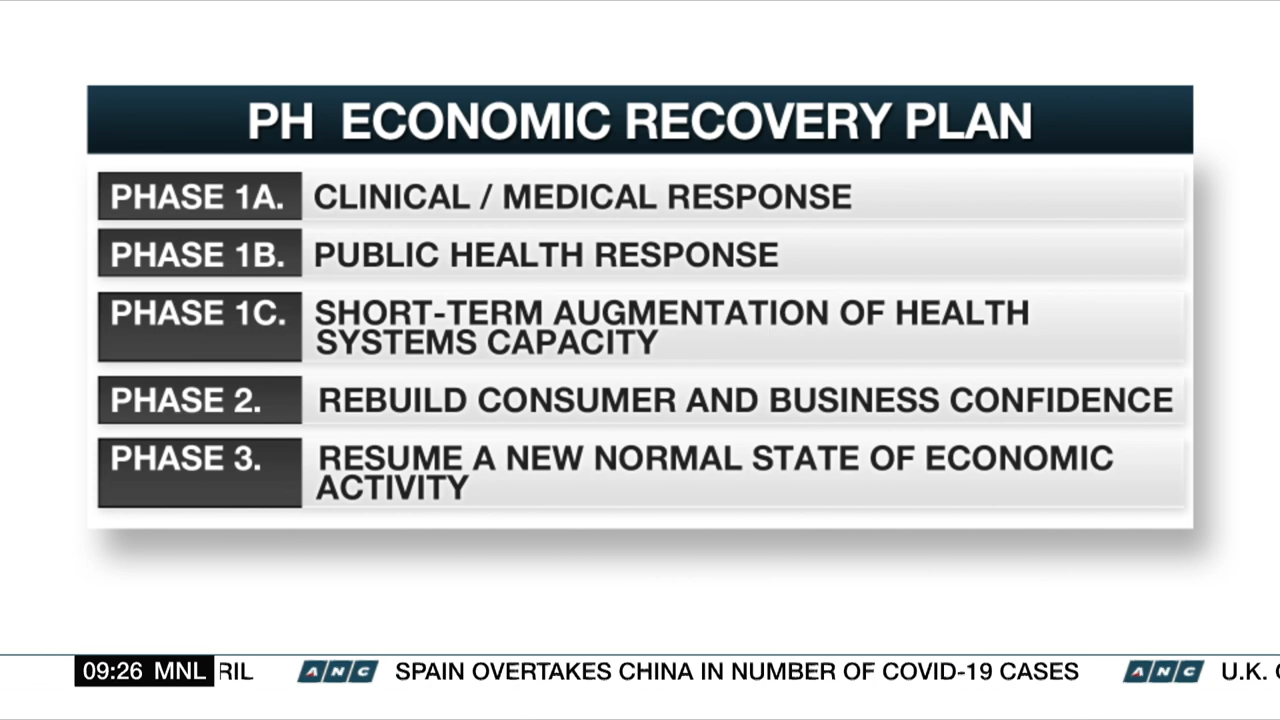 PH ECONOMIC RECOVERY PLAN
PHASE 1A. CLINICAL / MEDICAL RESPONSE
PHASE 1B. PUBLIC HEALTH RESPONSE
PHASE 1C. SHORT-TERM AUGMENTATION OF HEALTH
SYSTEMS CAPACITY
PHASE 2. REBUILD CONSUMER AND BUSINESS CONFIDENCE
PHASE 3. RESUME A NEW NORMAL STATE OF ECONOMIC
ACTIVITY
09:26 MNL RIL ANC SPAIN OVERTAKES CHINA IN NUMBER OF COVID-19 CASES ANC U.K.